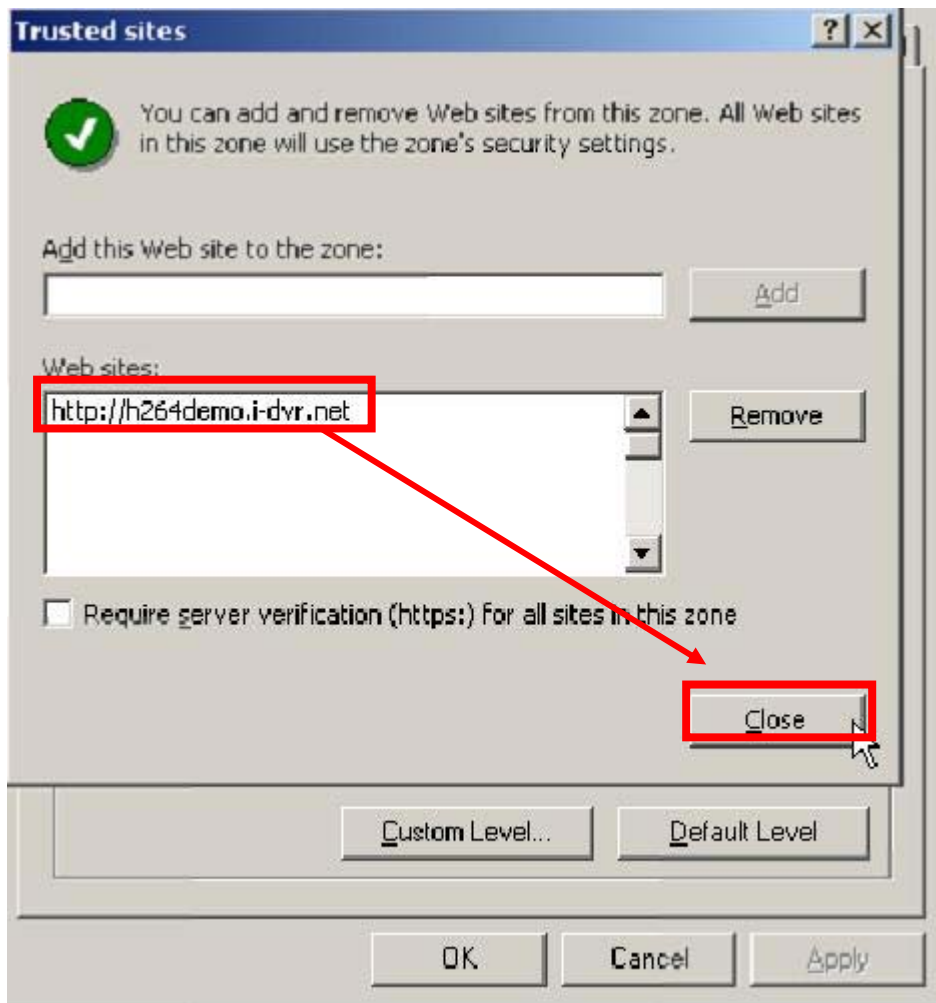 Trusted sites
You can add and remove Web sites from this zone. All Web sites
in this zone will use the zone's security settings.
Add this Web site to the zone:
Add
Web sites:
http://h264demo.i-dvr.net
Remove
Require server verification (https:) for all sites in this zone
Close
Custom Level...
Default Level
OK
Cancel
Apply